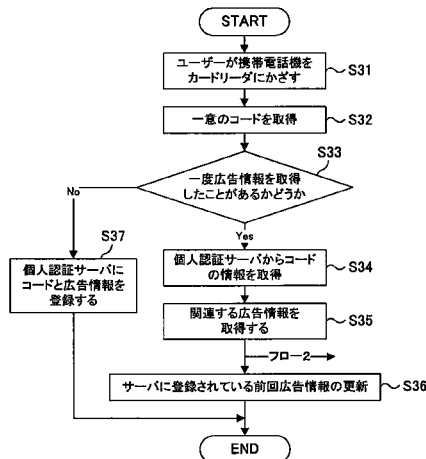 START
ユーザーが携帯電話機を
カードリーダにかざす
S31
一意のコードを取得
S32
S33
一度広告情報を取得
したことがあるかどうか
No
Yes
S37
個人認証サーバに
コードと広告情報を
登録する
個人認証サーバからコード
の情報を取得
S34
関連する広告情報を
取得する
S35
フロー2
サーバに登録されている前回広告情報の更新
S36
END